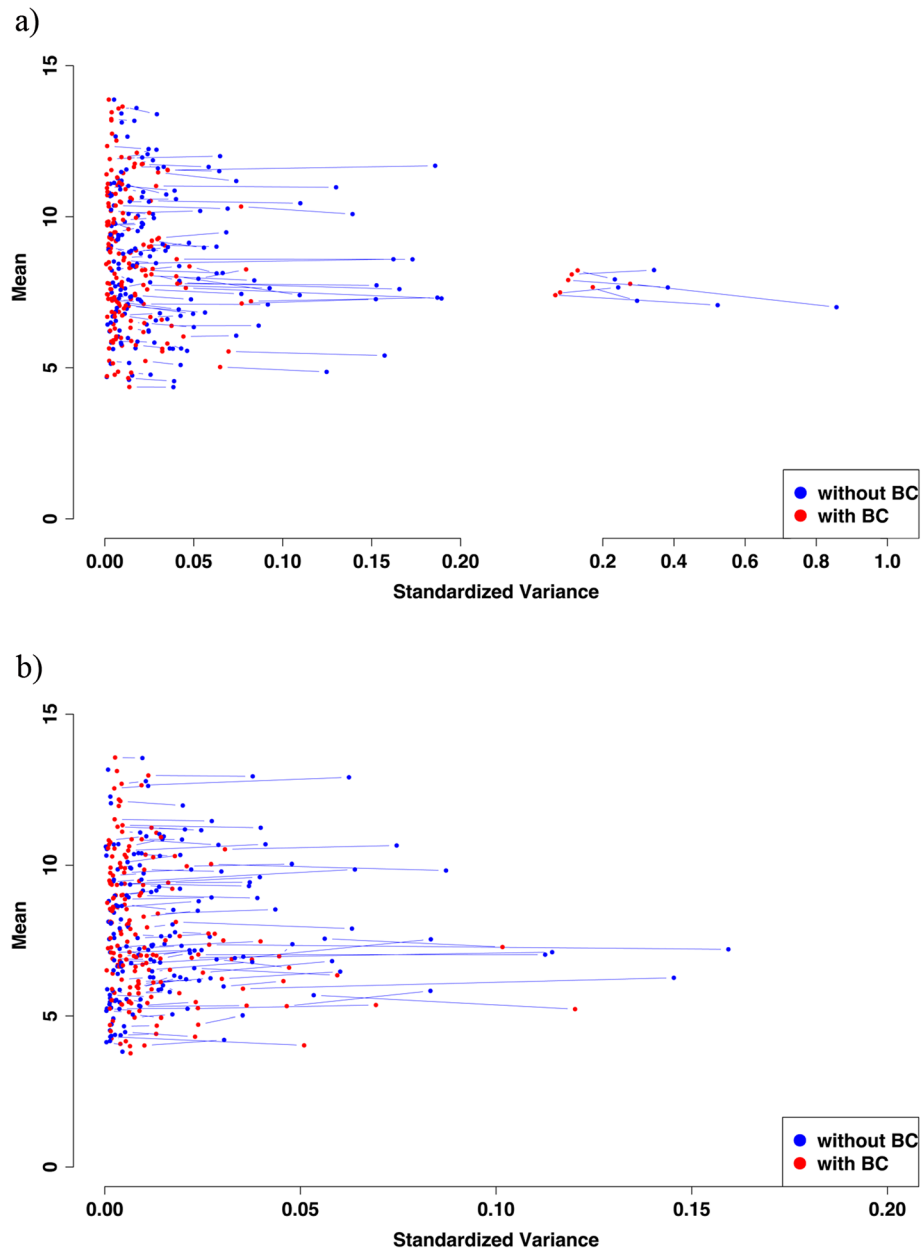 a)
15
10
5
0
Mean
0.00 0.05 0.10 0.15 0.20 0.2 0.4 0.6 0.8 1.0
Standardized Variance
without BC
with BC
b)
15
10
5
0
Mean
0.00 0.05 0.10 0.15 0.20
Standardized Variance
without BC
with BC